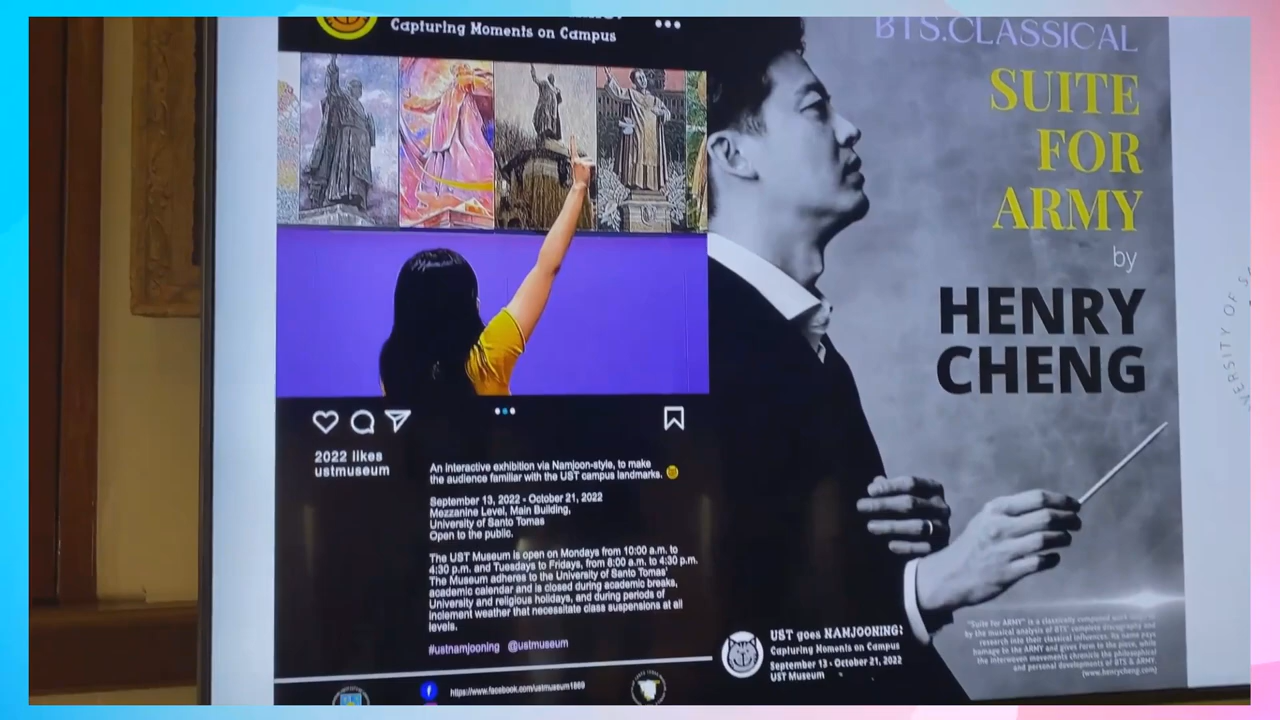 Capturing Moments on Campus
2022 likes
ustmuseum
An interactive exhibition via Namjoon-style, to make
the audience familiar with the UST campus landmarks.
September 13, 2022 - October 21, 2022
Mezzanine Level, Main Building,
University of Santo Tomas
Open to the public.
The UST Museum is open on Mondays from 10:00 a.m. to
4:30 p.m. and Tuesdays to Fridays, from 8:00 a.m. to 4:30 p.m.
The Museum adheres to the University of Santo Tomas'
academic calendar and is closed during academic breaks,
University and religious holidays, and during periods of
inclement weather that necessitate class suspensions at all
levels.
#ustnamjooning @ustmuseum
https://www.facebook.com/ustmuseum1869
BTS.CLASSICAL
SUITE
FOR
ARMY
by
HENRY
CHENG
UST goes NAMJOONING:
Capturing Moments on Campus
September 13 - October 21, 2022
UST Museum
"Suite for ARMY" is a classically composed work inspired
by the musical analysis of BTS' complete discography and
research into their classical influences. Its name pays
homage to the ARMY and gives form to the piece, while
the interwoven movements chronicle the philosophical
and personal developments of BTS & ARMY.
(www.henrycheng.com)
VERSITY OF S